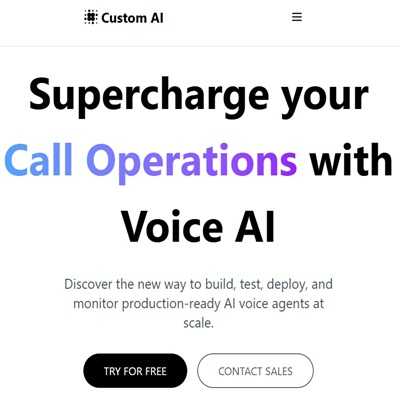 Custom AI
Supercharge your
Call Operations with
Voice AI
Discover the new way to build, test, deploy, and
monitor production-ready AI voice agents at
scale.
TRY FOR FREE
CONTACT SALES